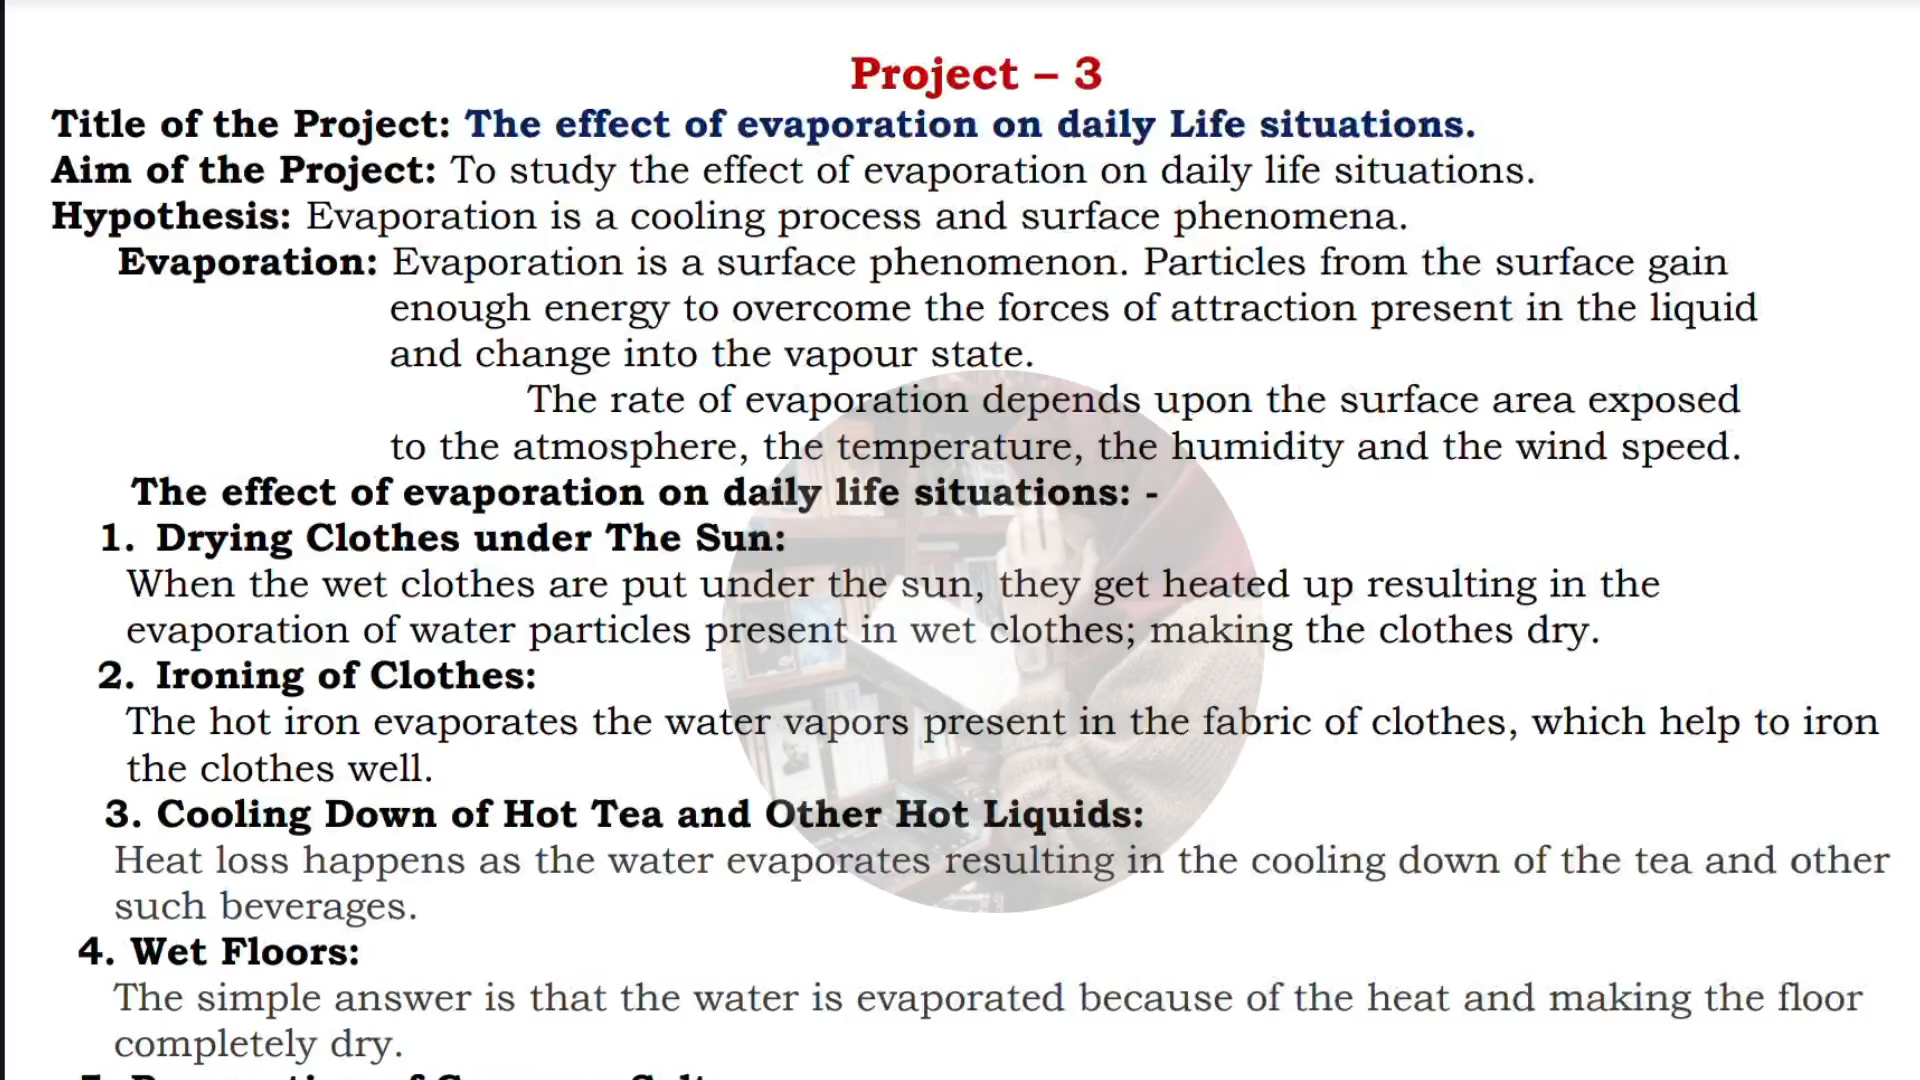 Project – 3
Title of the Project: The effect of evaporation on daily Life situations.
Aim of the Project: To study the effect of evaporation on daily life situations.
Hypothesis: Evaporation is a cooling process and surface phenomena.
Evaporation: Evaporation is a surface phenomenon. Particles from the surface gain
enough energy to overcome the forces of attraction present in the liquid
and change into the vapour state.
The rate of evaporation depends upon the surface area exposed
to the atmosphere, the temperature, the humidity and the wind speed.
The effect of evaporation on daily life situations: -
1. Drying Clothes under The Sun:
When the wet clothes are put under the sun, they get heated up resulting in the
evaporation of water particles present in wet clothes; making the clothes dry.
2. Ironing of Clothes:
The hot iron evaporates the water vapors present in the fabric of clothes, which help to iron
the clothes well.
3. Cooling Down of Hot Tea and Other Hot Liquids:
Heat loss happens as the water evaporates resulting in the cooling down of the tea and other
such beverages.
4. Wet Floors:
The simple answer is that the water is evaporated because of the heat and making the floor
completely dry.